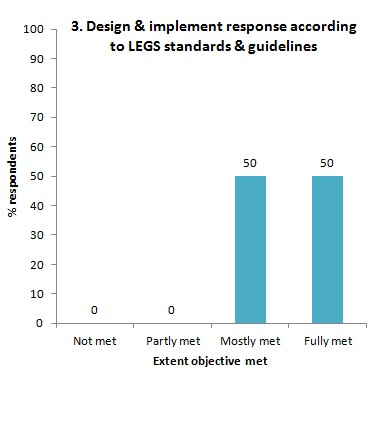 3. Design & implement response according
to LEGS standards & guidelines
100
90
80
70
60
50
40
30
20
10
0
% respondents
0
0
50
50
Not met
Partly met
Mostly met
Fully met
Extent objective met